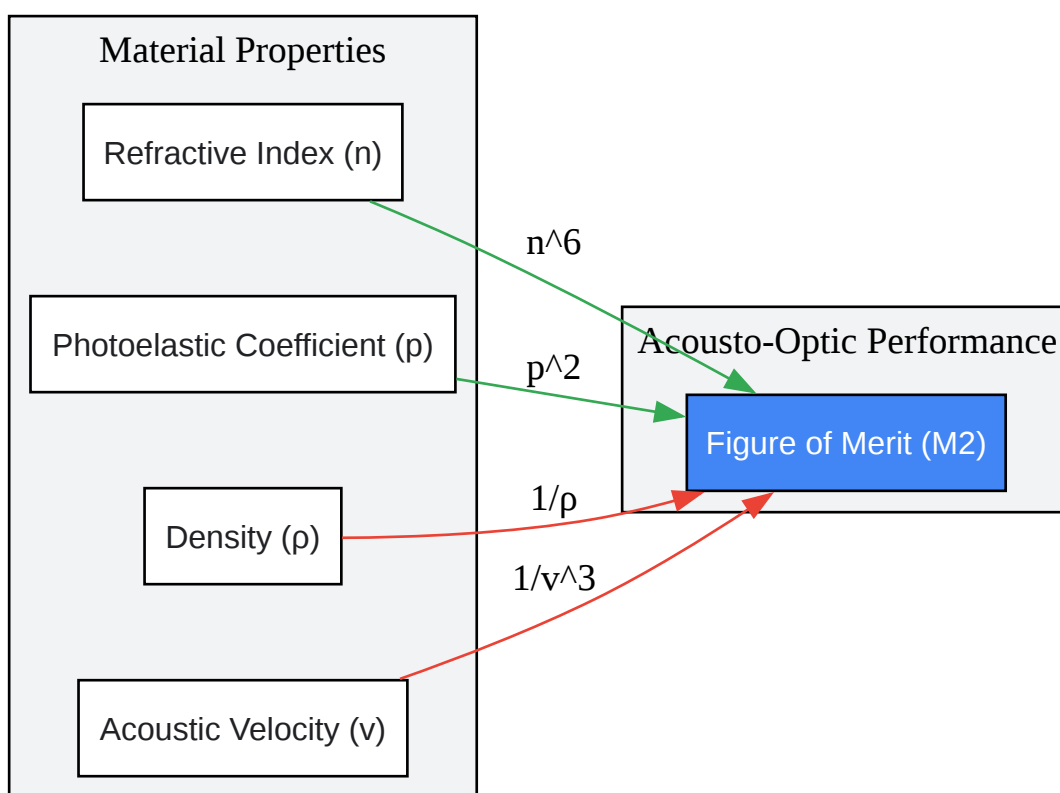 Material Properties
Refractive Index (n)
n^6
Photoelastic Coefficient (p)
p^2
Acousto-Optic Performance
Figure of Merit (M2)
Density (ρ)
1/ρ
1/v^3
Acoustic Velocity (v)